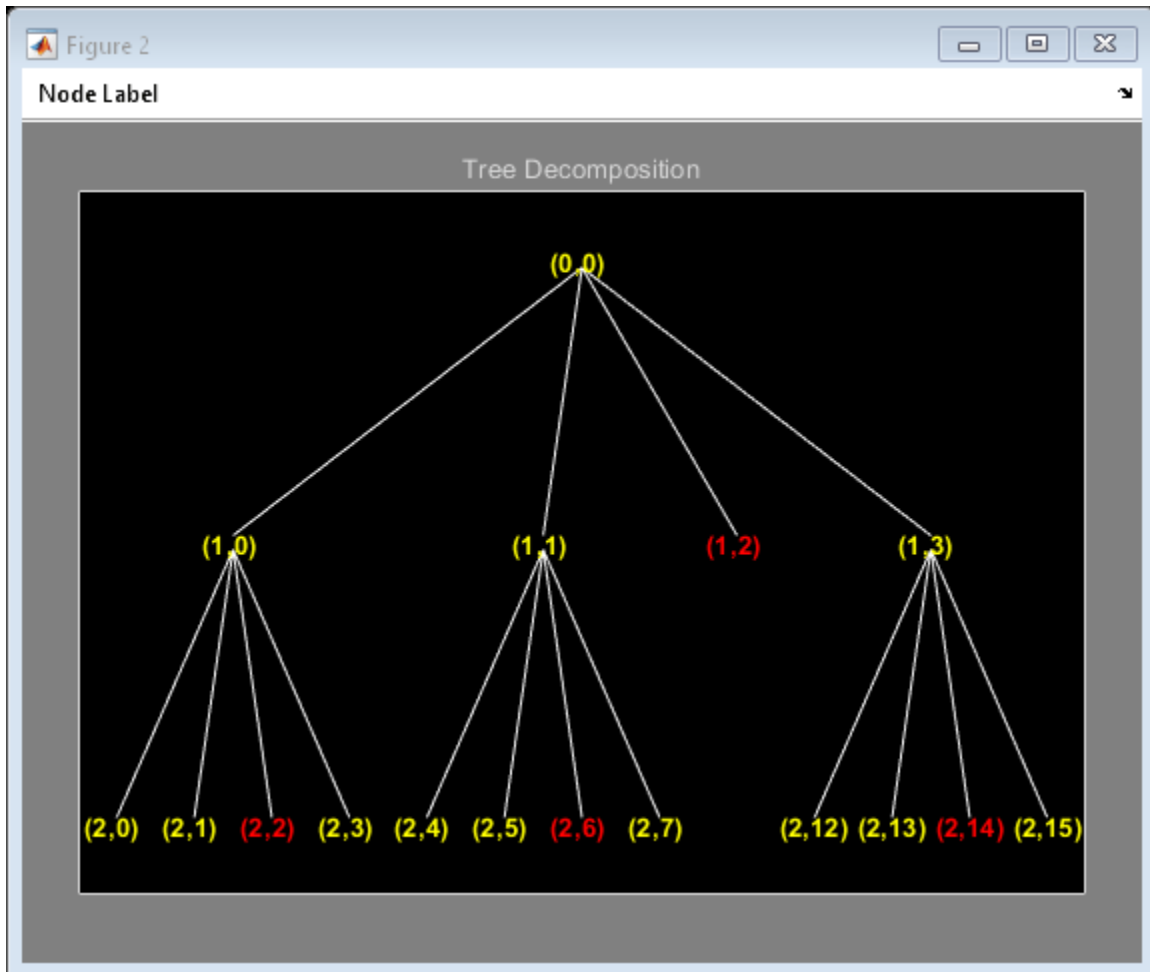 Figure 2
Node Label
Tree Decomposition
(0,0)
(1,0) (1,1) (1,2) (1,3)
(2,0) (2,1) (2,2) (2,3) (2,4) (2,5) (2,6) (2,7) (2,12) (2,13) (2,14) (2,15)